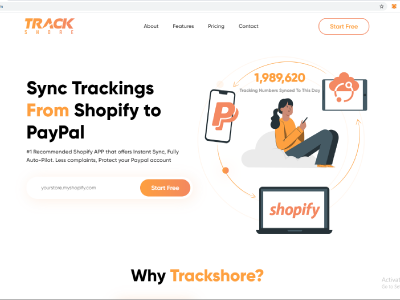 TRACK
SHORE
About Features Pricing Contact
Start Free
Sync Trackings
From Shopify to
PayPal
#1 Recommended Shopify APP that offers Instant Sync, Fully
Auto-Pilot. Less complaints, Protect your Paypal account
yourstore.myshopify.com
Start Free
1,989,620
Tracking Numbers Synced To This Day
shopify
Why Trackshore?